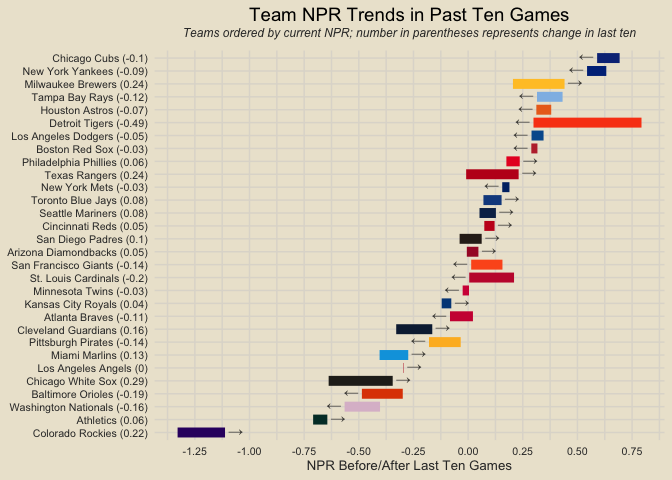 Team NPR Trends in Past Ten Games
Teams ordered by current NPR; number in parentheses represents change in last ten
Chicago Cubs (-0.1)
New York Yankees (-0.09)
Milwaukee Brewers (0.24)
Tampa Bay Rays (-0.12)
Houston Astros (-0.07)
Detroit Tigers (-0.49)
Los Angeles Dodgers (-0.05)
Boston Red Sox (-0.03)
Philadelphia Phillies (0.06)
Texas Rangers (0.24)
New York Mets (-0.03)
Toronto Blue Jays (0.08)
Seattle Mariners (0.08)
Cincinnati Reds (0.05)
San Diego Padres (0.1)
Arizona Diamondbacks (0.05)
San Francisco Giants (-0.14)
St. Louis Cardinals (-0.2)
Minnesota Twins (-0.03)
Kansas City Royals (0.04)
Atlanta Braves (-0.11)
Cleveland Guardians (0.16)
Pittsburgh Pirates (-0.14)
Miami Marlins (0.13)
Los Angeles Angels (0)
Chicago White Sox (0.29)
Baltimore Orioles (-0.19)
Washington Nationals (-0.16)
Athletics (0.06)
Colorado Rockies (0.22)
-1.25 -1.00 -0.75 -0.50 -0.25 0.00 0.25 0.50 0.75
NPR Before/After Last Ten Games